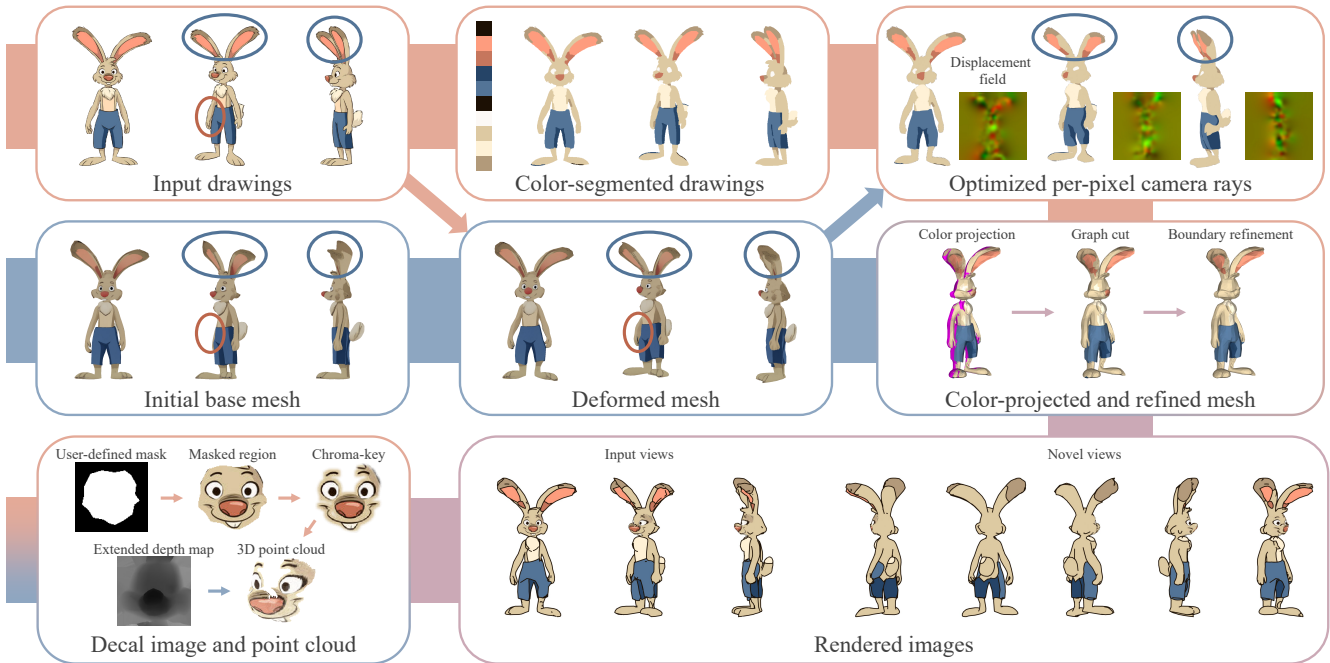 Input drawings
Color-segmented drawings
Displacement
field
Optimized per-pixel camera rays
Initial base mesh
Deformed mesh
Color projection
Graph cut
Boundary refinement
Color-projected and refined mesh
User-defined mask
Masked region
Chroma-key
Extended depth map
3D point cloud
Decal image and point cloud
Input views
Novel views
Rendered images